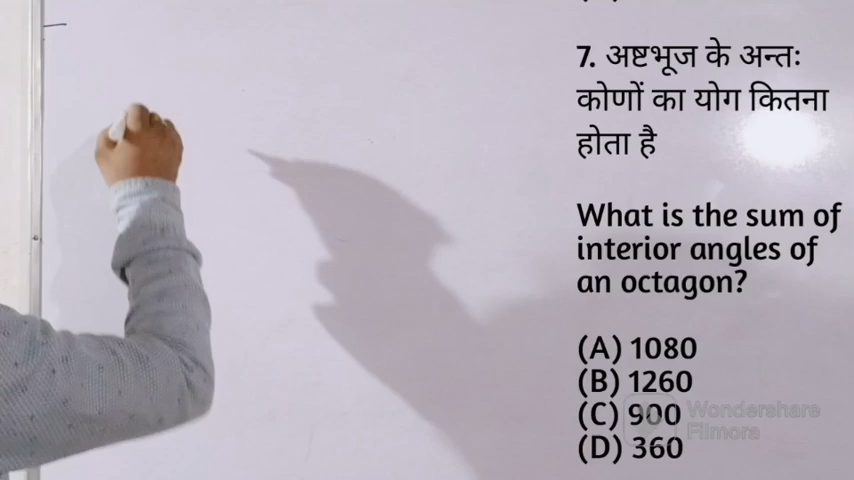 7. अष्टभूज के अन्तः
कोणों का योग कितना
होता है
What is the sum of
interior angles of
an octagon?
(A) 1080
(B) 1260
(C) 900
(D) 360
Wondershare
Filmora